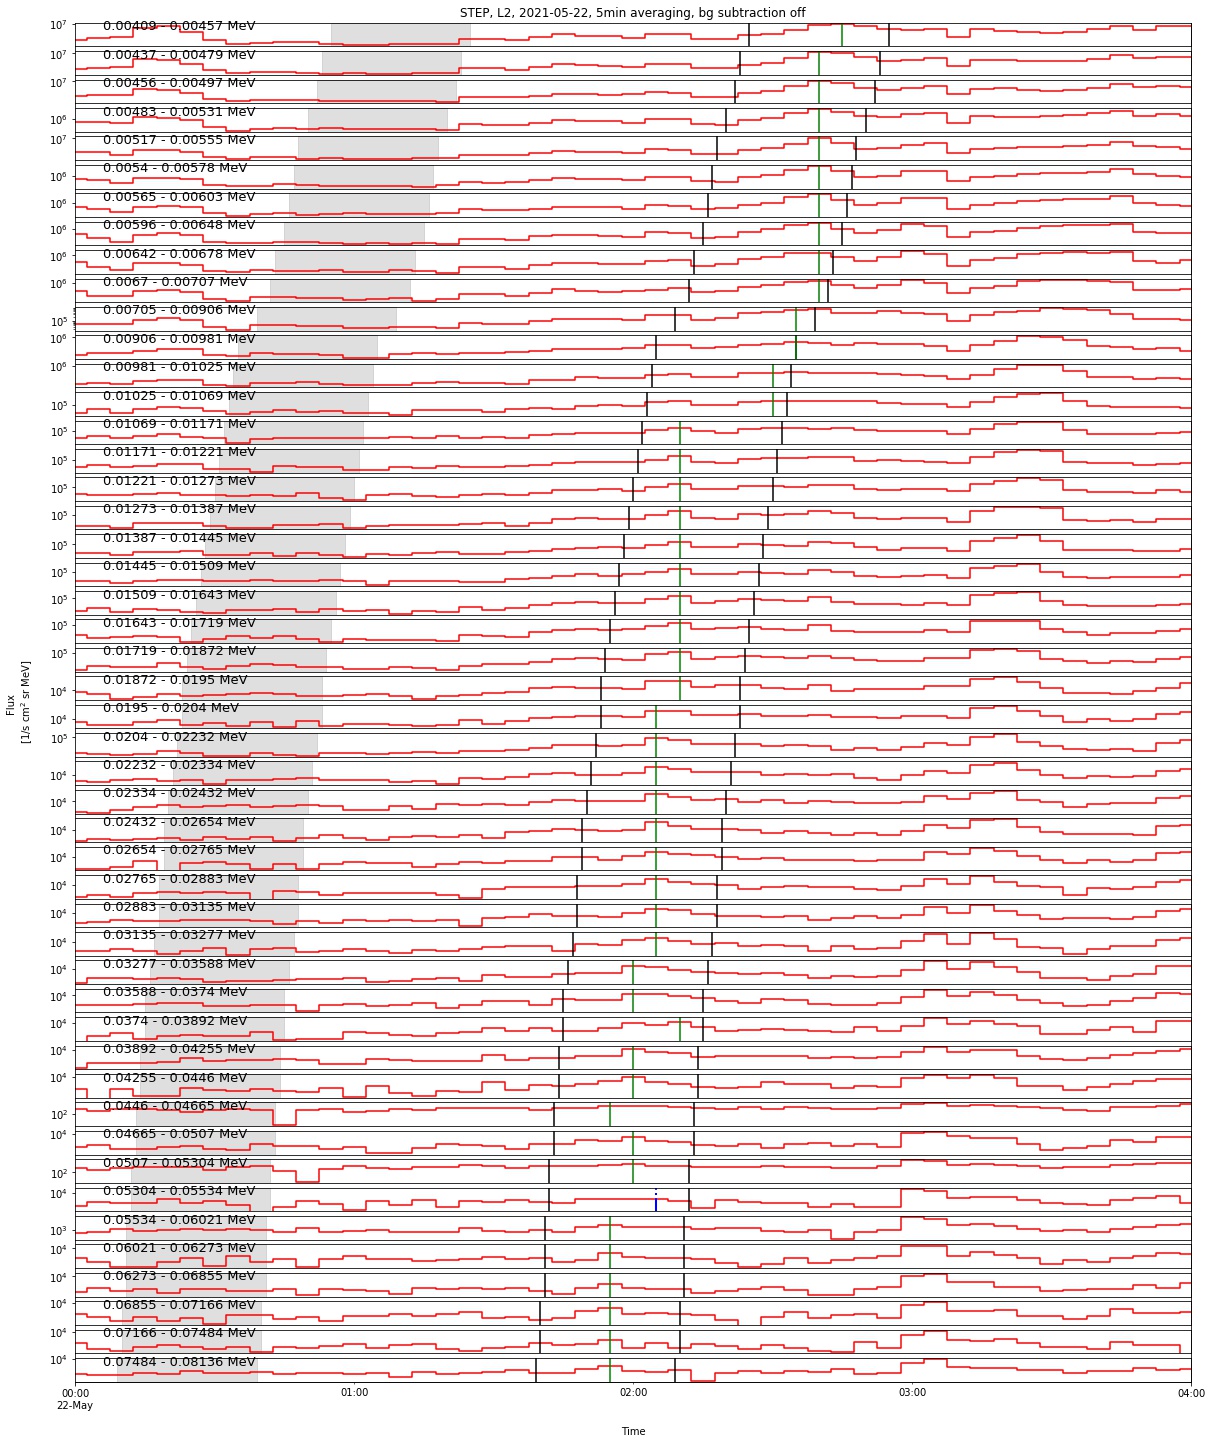 STEP, L2, 2021-05-22, 5min averaging, bg subtraction off
10⁷ 0.00409 - 0.00457 MeV
10⁷ 0.00437 - 0.00479 MeV
10⁷ 0.00456 - 0.00497 MeV
10⁶ 0.00483 - 0.00531 MeV
10⁷ 0.00517 - 0.00555 MeV
10⁶ 0.0054 - 0.00578 MeV
10⁶ 0.00565 - 0.00603 MeV
10⁶ 0.00596 - 0.00648 MeV
10⁶ 0.00642 - 0.00678 MeV
10⁶ 0.0067 - 0.00707 MeV
10⁵ 0.00705 - 0.00906 MeV
10⁶ 0.00906 - 0.00981 MeV
10⁶ 0.00981 - 0.01025 MeV
10⁵ 0.01025 - 0.01069 MeV
10⁵ 0.01069 - 0.01171 MeV
10⁵ 0.01171 - 0.01221 MeV
10⁵ 0.01221 - 0.01273 MeV
10⁵ 0.01273 - 0.01387 MeV
10⁵ 0.01387 - 0.01445 MeV
10⁵ 0.01445 - 0.01509 MeV
10⁵ 0.01509 - 0.01643 MeV
10⁵ 0.01643 - 0.01719 MeV
10⁵ 0.01719 - 0.01872 MeV
10⁴ 0.01872 - 0.0195 MeV
10⁴ 0.0195 - 0.0204 MeV
10⁵ 0.0204 - 0.02232 MeV
10⁴ 0.02232 - 0.02334 MeV
10⁴ 0.02334 - 0.02432 MeV
10⁴ 0.02432 - 0.02654 MeV
10⁴ 0.02654 - 0.02765 MeV
10⁴ 0.02765 - 0.02883 MeV
10⁴ 0.02883 - 0.03135 MeV
10⁴ 0.03135 - 0.03277 MeV
10⁴ 0.03277 - 0.03588 MeV
10⁴ 0.03588 - 0.0374 MeV
10⁴ 0.0374 - 0.03892 MeV
10⁴ 0.03892 - 0.04255 MeV
10⁴ 0.04255 - 0.0446 MeV
10² 0.0446 - 0.04665 MeV
10⁴ 0.04665 - 0.0507 MeV
10² 0.0507 - 0.05304 MeV
10⁴ 0.05304 - 0.05534 MeV
10³ 0.05534 - 0.06021 MeV
10⁴ 0.06021 - 0.06273 MeV
10⁴ 0.06273 - 0.06855 MeV
10⁴ 0.06855 - 0.07166 MeV
10⁴ 0.07166 - 0.07484 MeV
10⁴ 0.07484 - 0.08136 MeV
Flux
[1/s cm² sr MeV]
00:00 01:00 02:00 03:00 04:00
22-May
Time